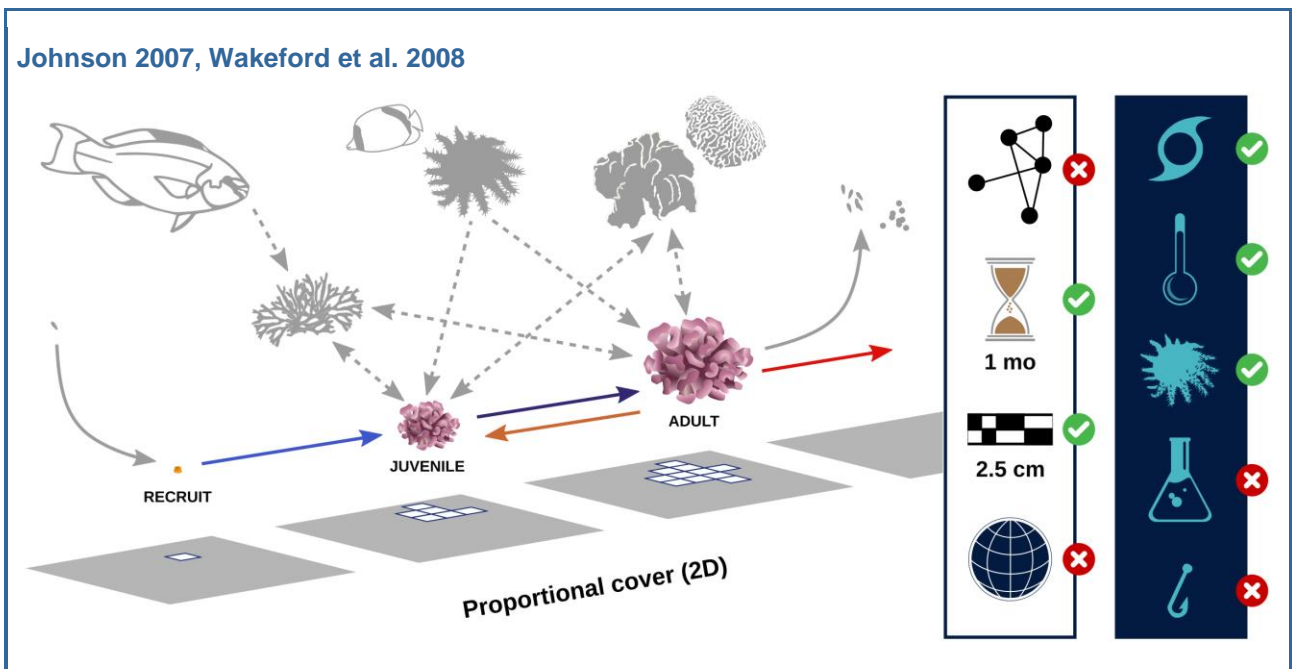 Johnson 2007, Wakeford et al. 2008
RECRUIT
JUVENILE
ADULT
Proportional cover (2D)
1 mo
2.5 cm